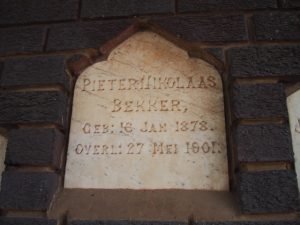 PIETER NIKOLAAS
BEKKER,
GEB: 16 JAN 1878.
OVERL: 27 MEI 1901.